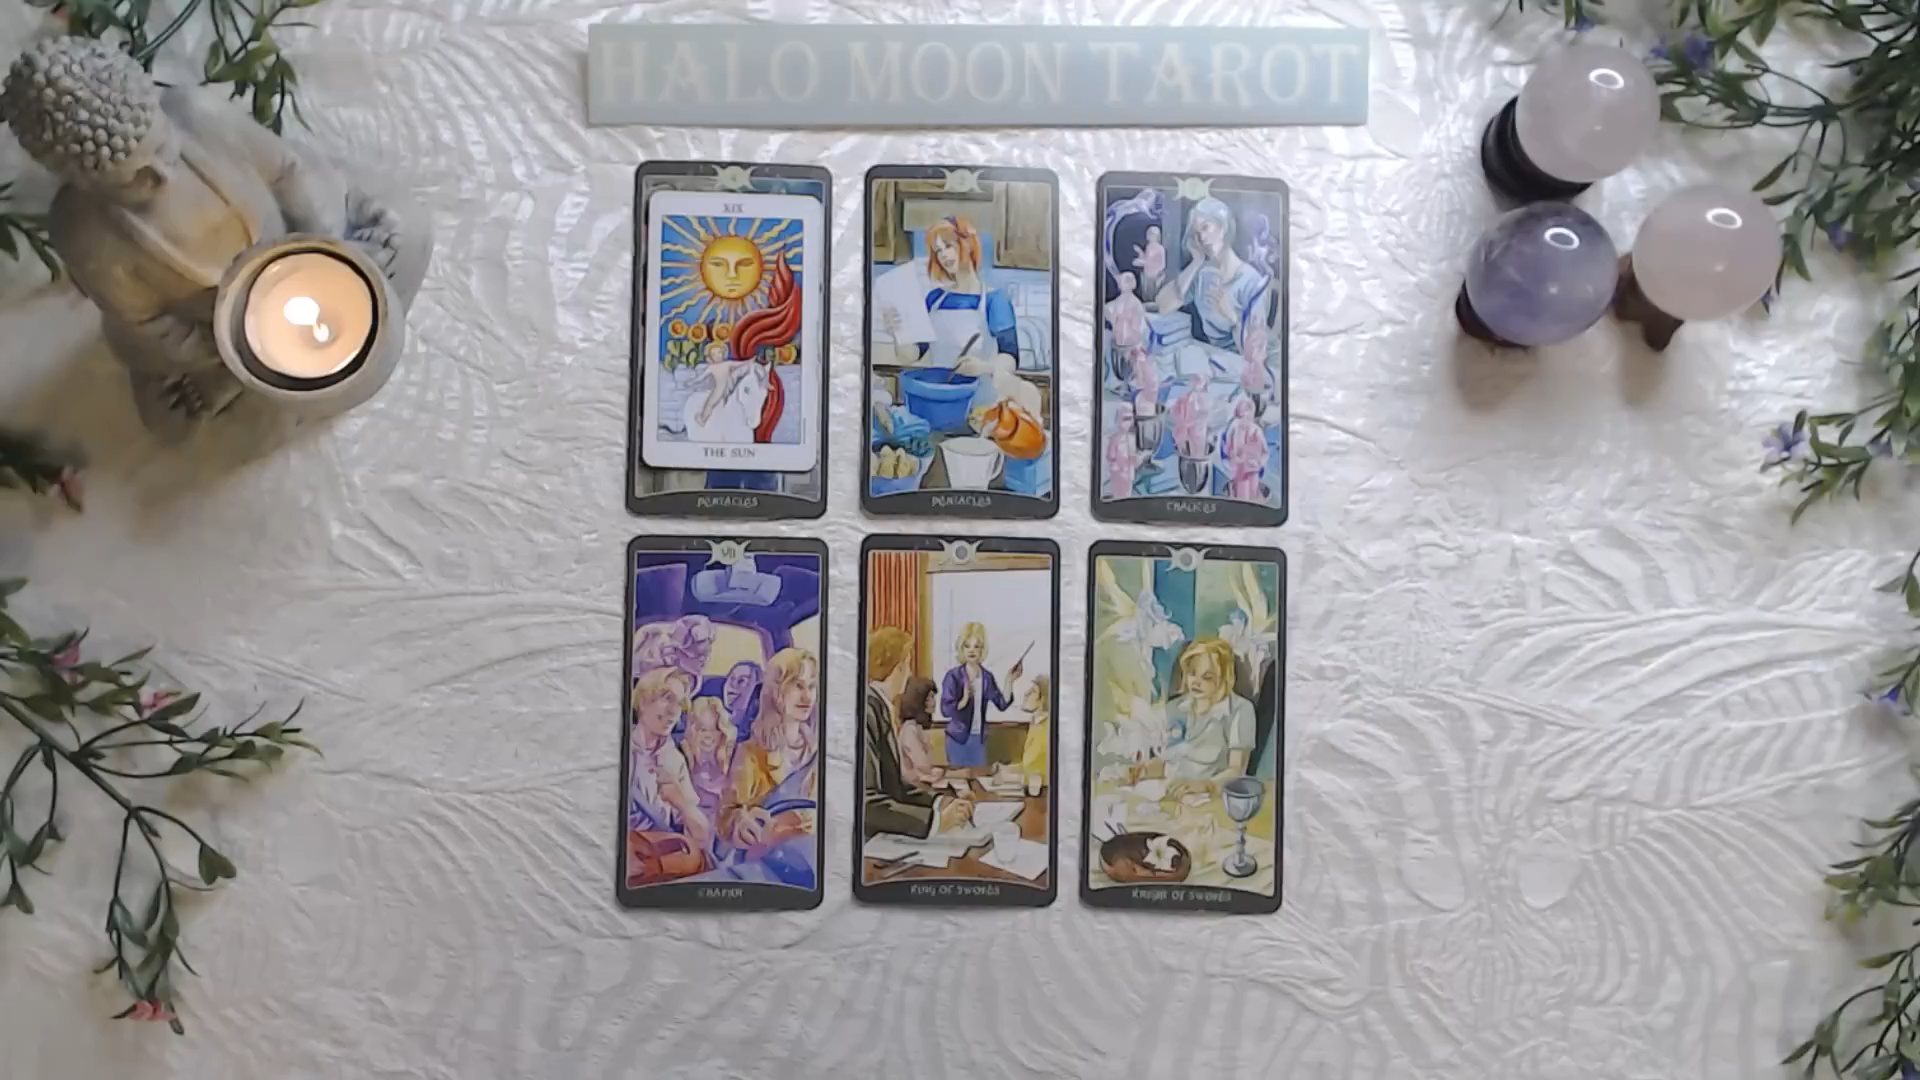 HALO MOON TAROT
XIX
THE SUN
PENTACLES
PENTACLES
CHALICES
VII
CHARIOT
KING OF SWORDS
KNIGHT OF SWORDS